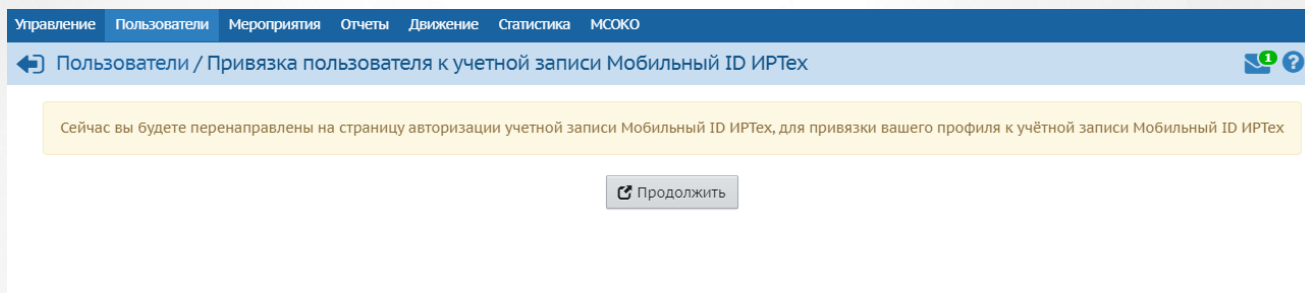 Управление Пользователи Мероприятия Отчеты Движение Статистика МСОКО
Пользователи / Привязка пользователя к учетной записи Мобильный ID ИРТех
1 ?
Сейчас вы будете перенаправлены на страницу авторизации учетной записи Мобильный ID ИРТех, для привязки вашего профиля к учётной записи Мобильный ID ИРТех
Продолжить